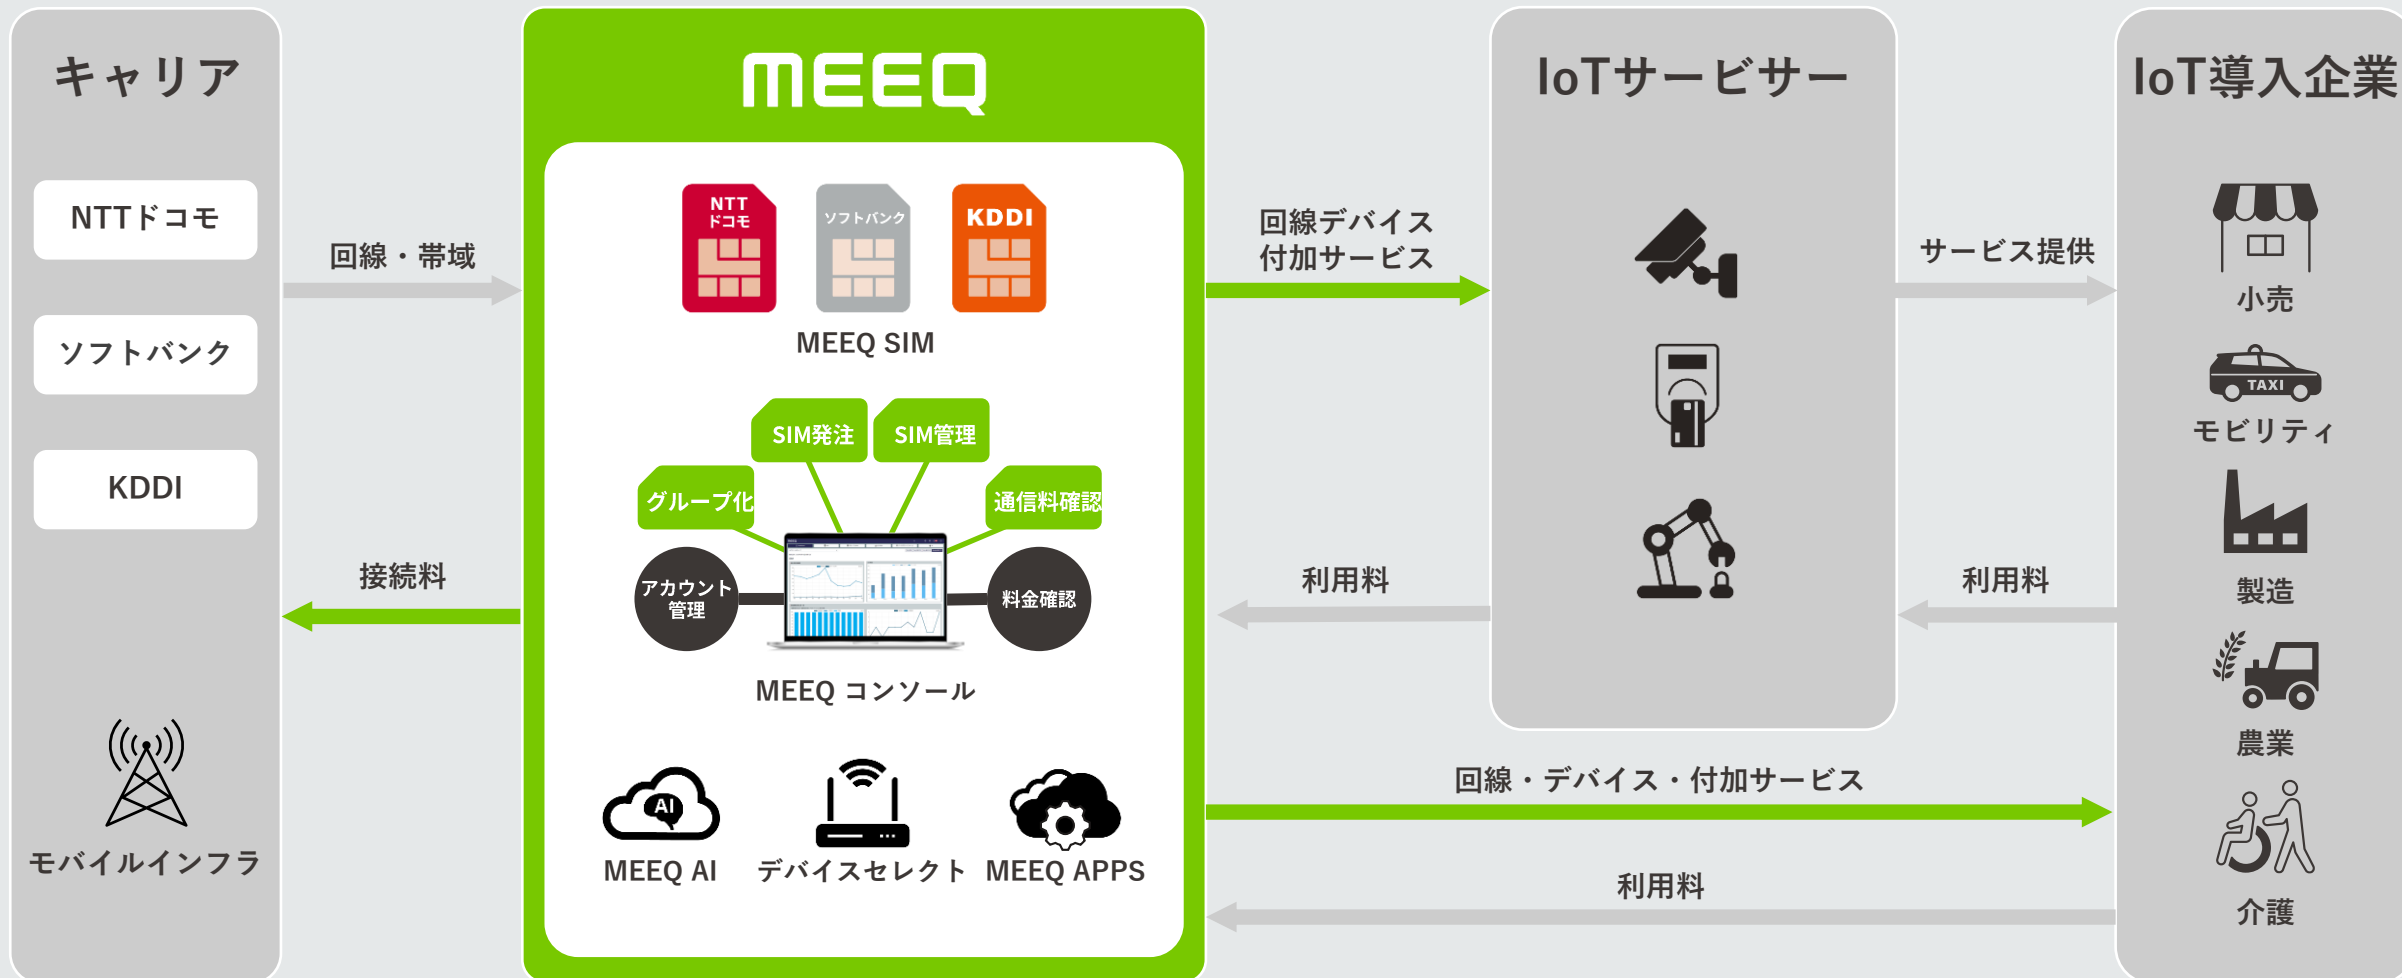 キャリア
NTTドコモ
ソフトバンク
KDDI
モバイルインフラ
回線・帯域
接続料
MEEQ
NTT
ドコモ
ソフトバンク
KDDI
MEEQ SIM
SIM発注
SIM管理
グループ化
通信料確認
アカウント
管理
料金確認
MEEQ コンソール
AI
MEEQ AI
デバイスセレクト
MEEQ APPS
回線デバイス
付加サービス
利用料
IoTサービサー
サービス提供
利用料
回線・デバイス・付加サービス
利用料
IoT導入企業
小売
TAXI
モビリティ
製造
農業
介護